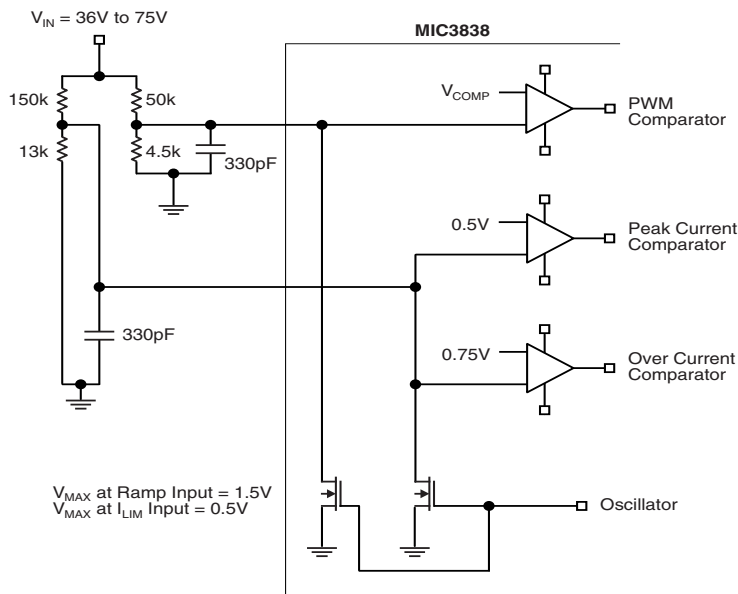 V_IN = 36V to 75V
MIC3838
150k
50k
13k
4.5k
330pF
V_COMP
PWM
Comparator
0.5V
Peak Current
Comparator
330pF
0.75V
Over Current
Comparator
V_MAX at Ramp Input = 1.5V
V_MAX at I_LIM Input = 0.5V
Oscillator